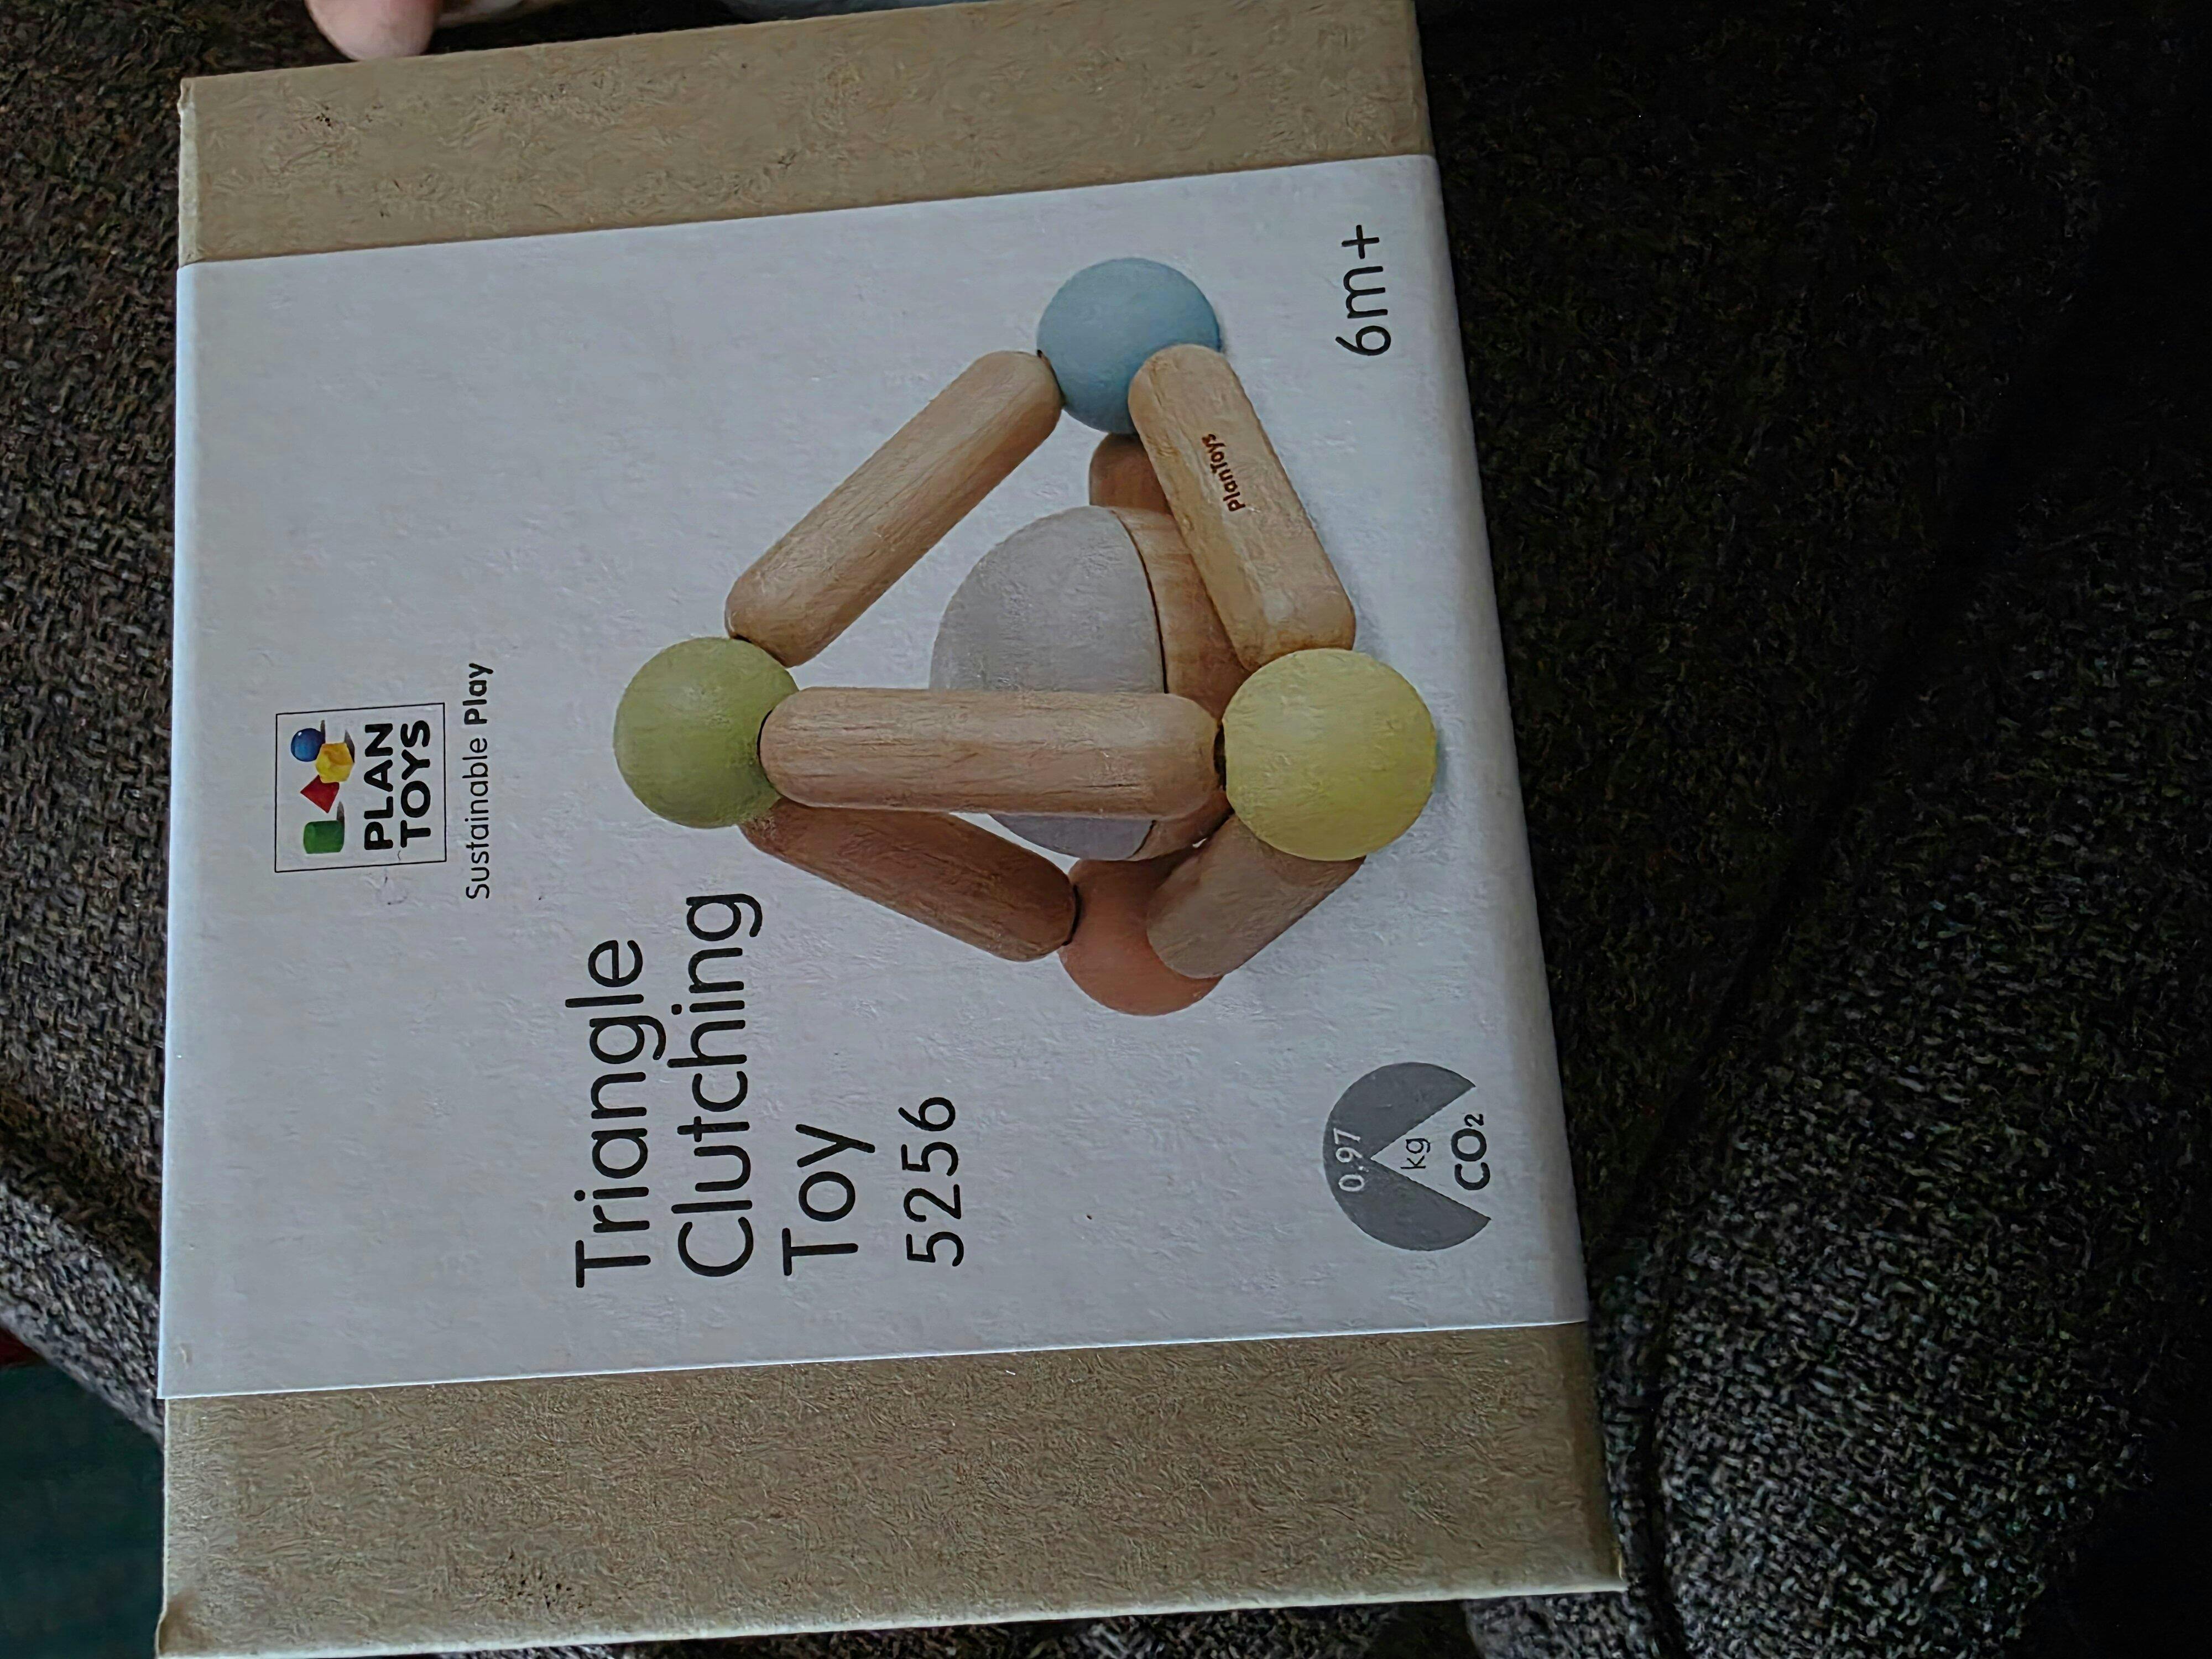 PLAN
TOYS
Sustainable Play
Triangle
Clutching
Toy
5256
PlanToys
0.97
kg
CO₂
6m+